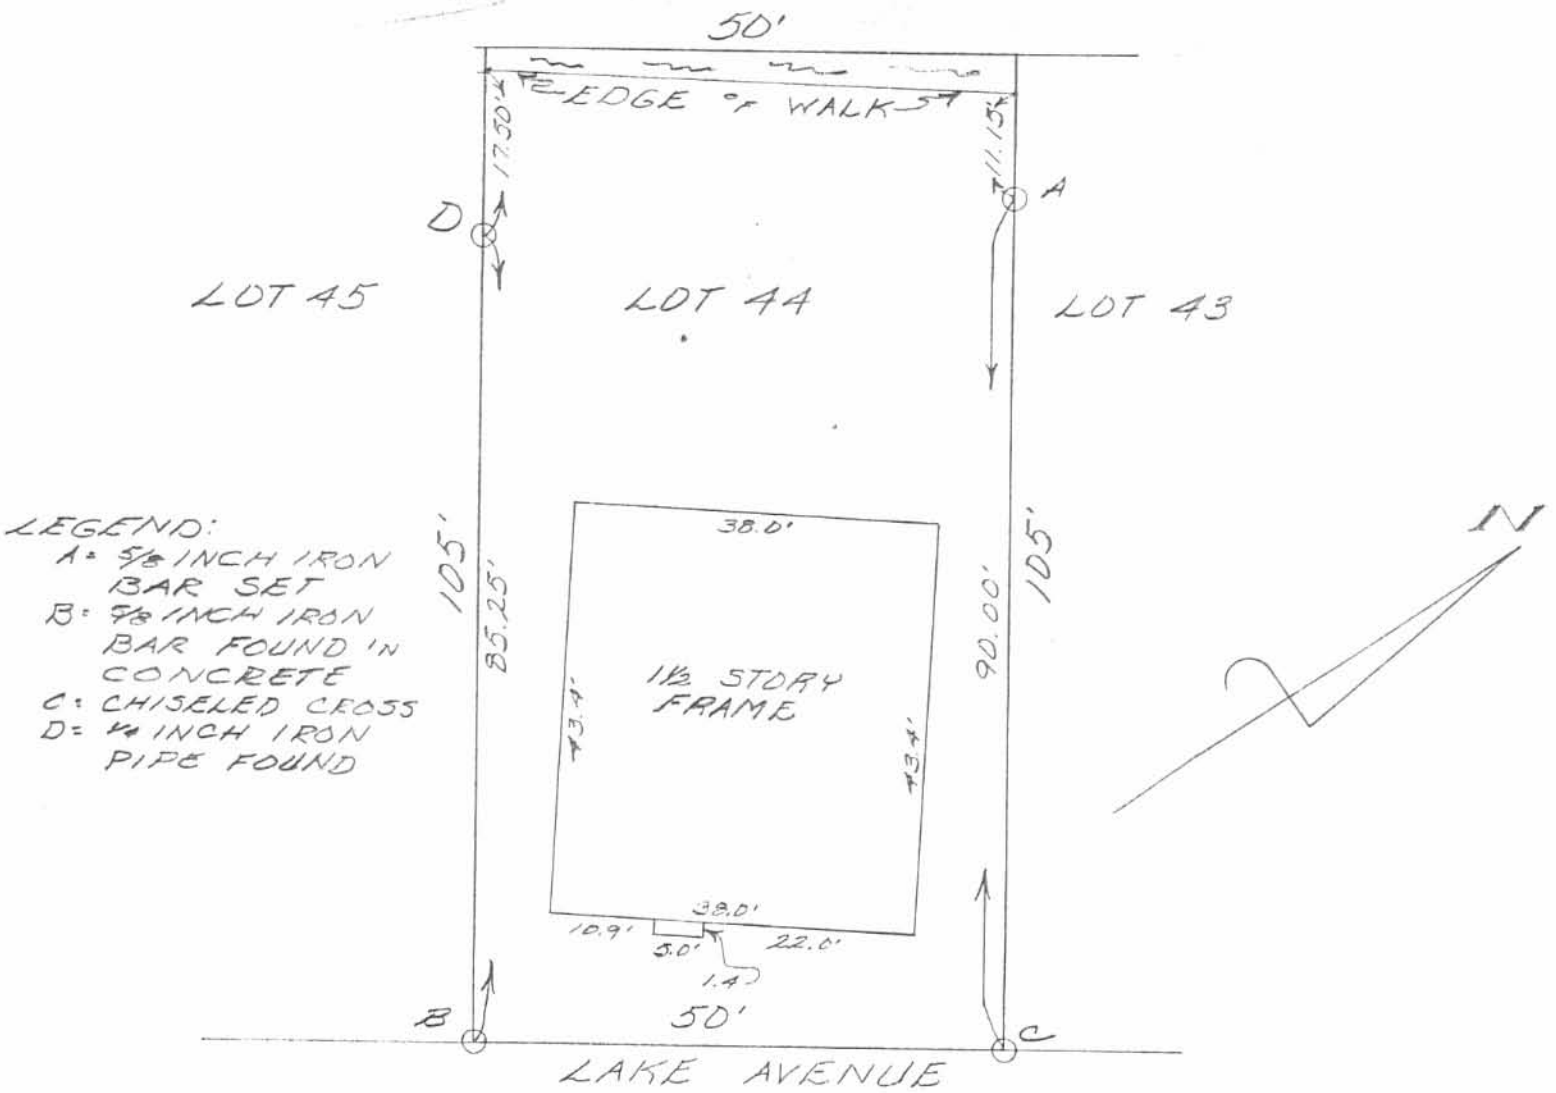 50'
EDGE OF WALK
17.50'
11.15'
D
A
LOT 45
LOT 44
LOT 43
N
LEGEND:
A= 5/8 INCH IRON
BAR SET
B= 5/8 INCH IRON
BAR FOUND IN
CONCRETE
C= CHISELED CROSS
D= INCH IRON
PIPE FOUND
105'
85.25'
38.0'
43.4'
1 1/2 STORY
FRAME
43.4'
90.00'
105'
38.0'
10.9'
5.0'
22.0'
1.4
B
50'
C
LAKE AVENUE